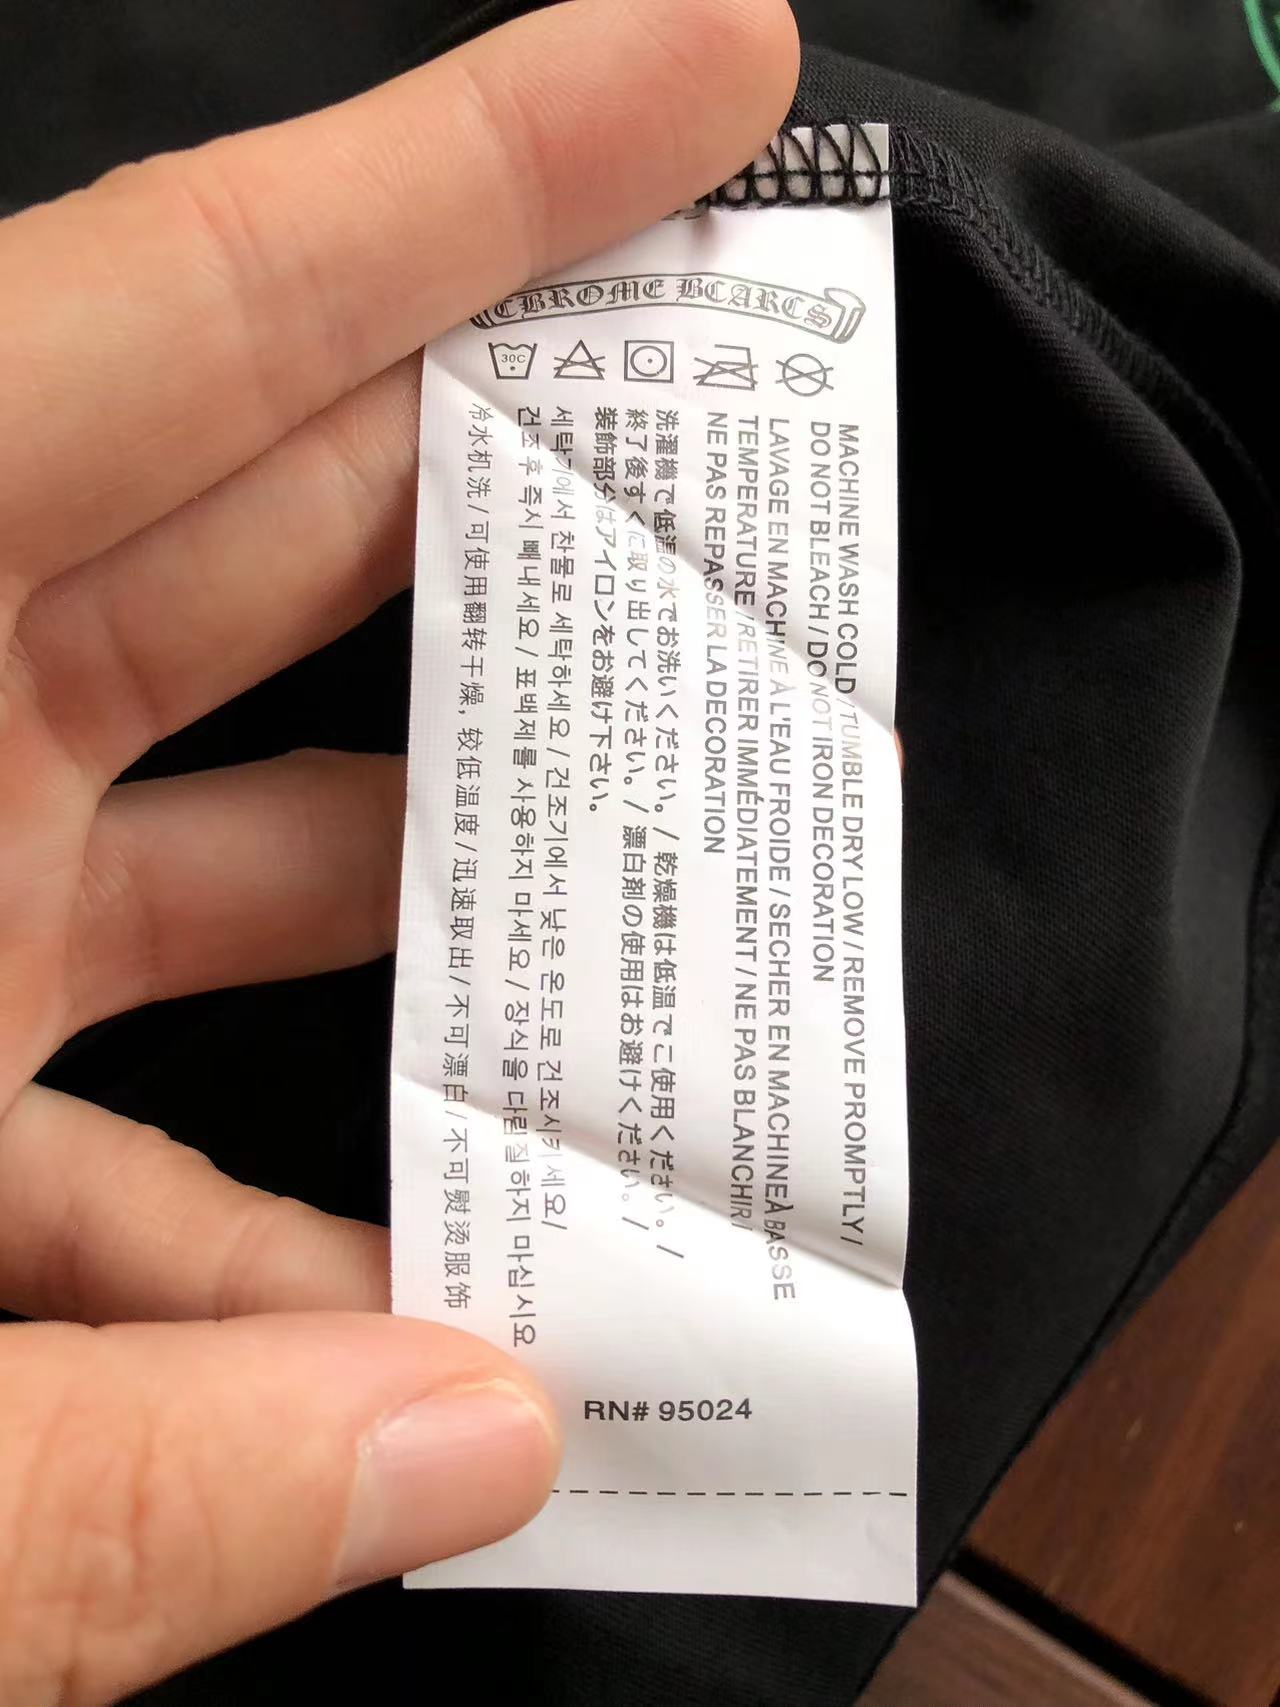 CBROME BCARCS
30C
MACHINE WASH COLD / TUMBLE DRY LOW / REMOVE PROMPTLY /
DO NOT BLEACH / DO NOT IRON DECORATION
LAVAGE EN MACHINE À L'EAU FROIDE / SECHER EN MACHINEÀ BASSE
TEMPERATURE /RETIRER IMMÉDIATEMENT / NE PAS BLANCHIR /
NE PAS REPASSER LA DECORATION
洗濯機で低温の水でお洗いください。/ 乾燥機は低温でご使用ください。/
終了後すぐに取り出してください。/ 漂白剤の使用はお避けください。/
装飾部分はアイロンをお避け下さい。
세탁기에서 찬물로 세탁하세요 / 건조기에서 낮은 온도로 건조시키세요/
건조후 즉시 빼내세요 / 표백제를 사용하지 마세요 / 장식을 다림질하지 마십시요
冷水机洗 / 可使用翻转干燥, 较低温度 / 迅速取出 / 不可漂白 / 不可熨烫服饰
RN# 95024